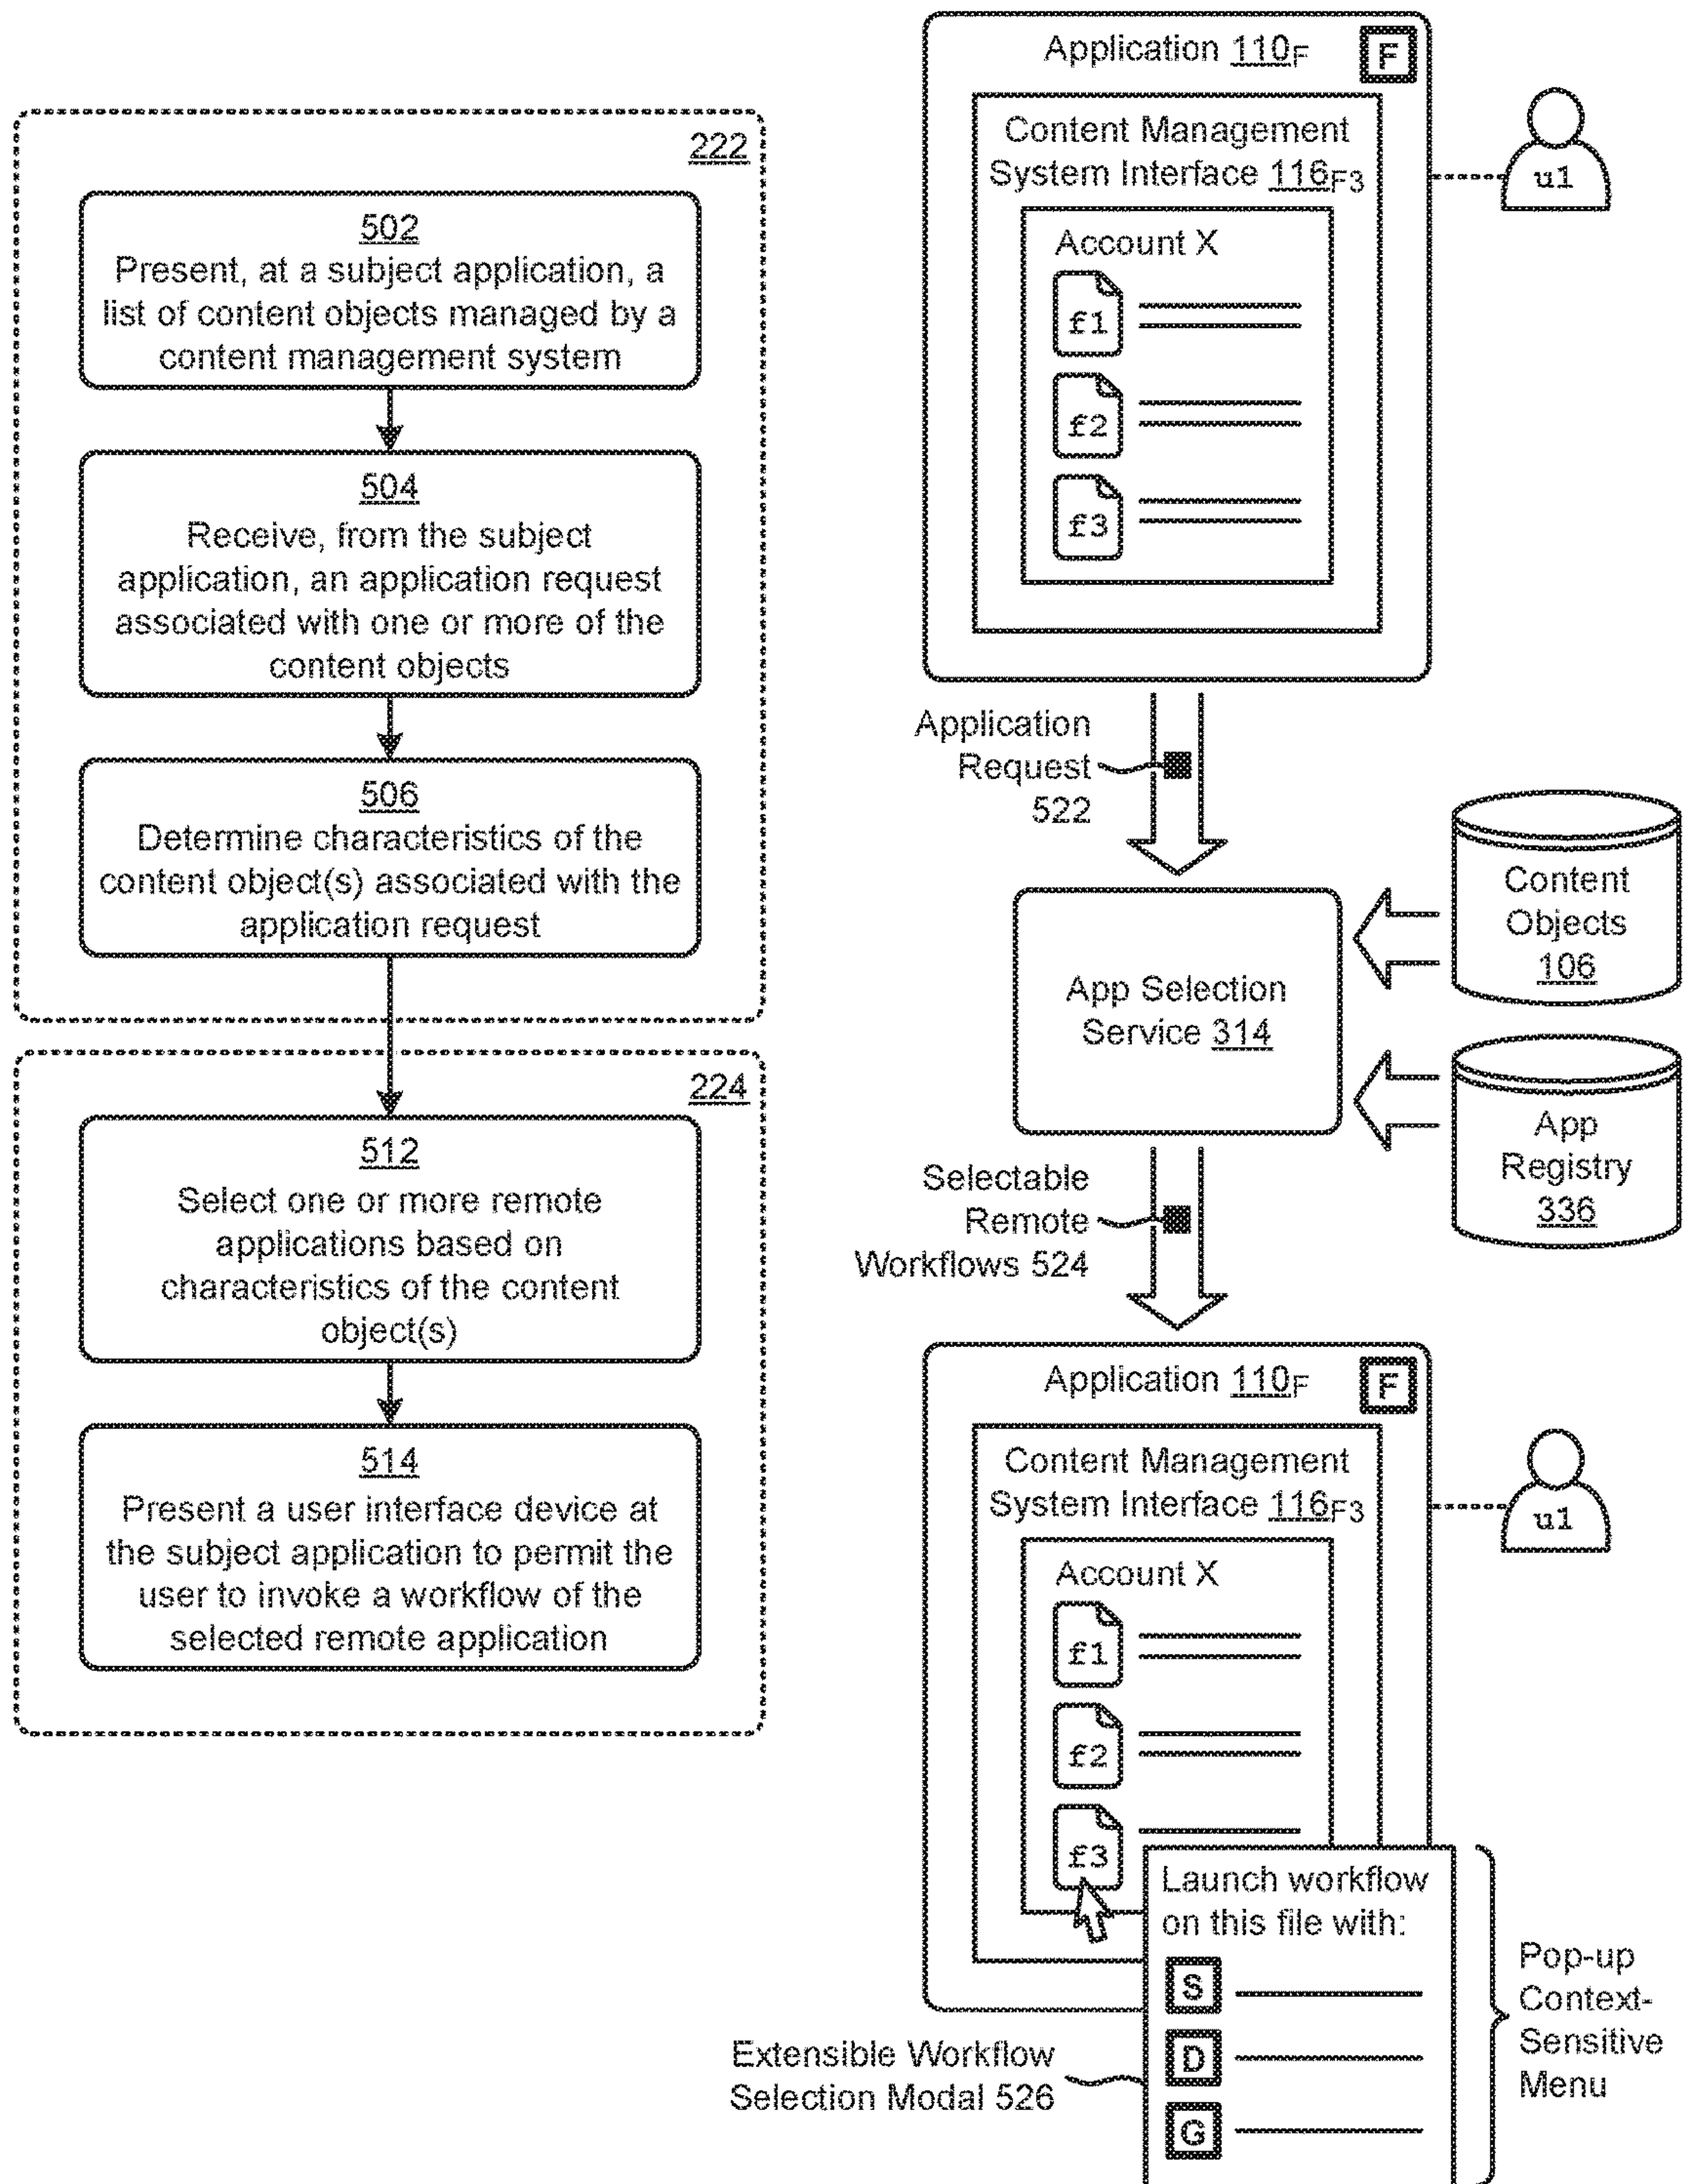 222
502
Present, at a subject application, a
list of content objects managed by a
content management system
504
Receive, from the subject
application, an application request
associated with one or more of the
content objects
506
Determine characteristics of the
content object(s) associated with the
application request
224
512
Select one or more remote
applications based on
characteristics of the content
object(s)
514
Present a user interface device at
the subject application to permit the
user to invoke a workflow of the
selected remote application
Application 110F
F
Content Management
System Interface 116F3
u1
Account X
f1
f2
f3
Application
Request
522
Content
Objects
106
App Selection
Service 314
App
Registry
336
Selectable
Remote
Workflows 524
Application 110F
F
Content Management
System Interface 116F3
u1
Account X
f1
f2
f3
Launch workflow
on this file with:
S
D
G
Pop-up
Context-
Sensitive
Menu
Extensible Workflow
Selection Modal 526